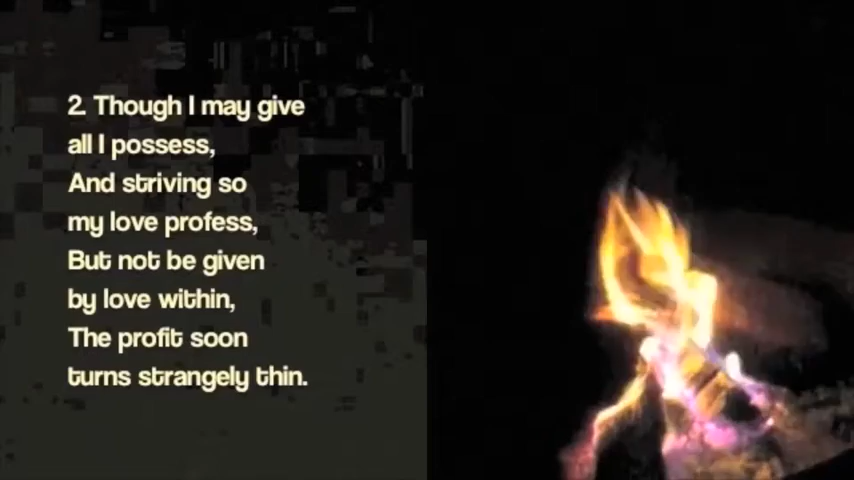 2. Though I may give
all I possess,
And striving so
my love profess,
But not be given
by love within,
The profit soon
turns strangely thin.